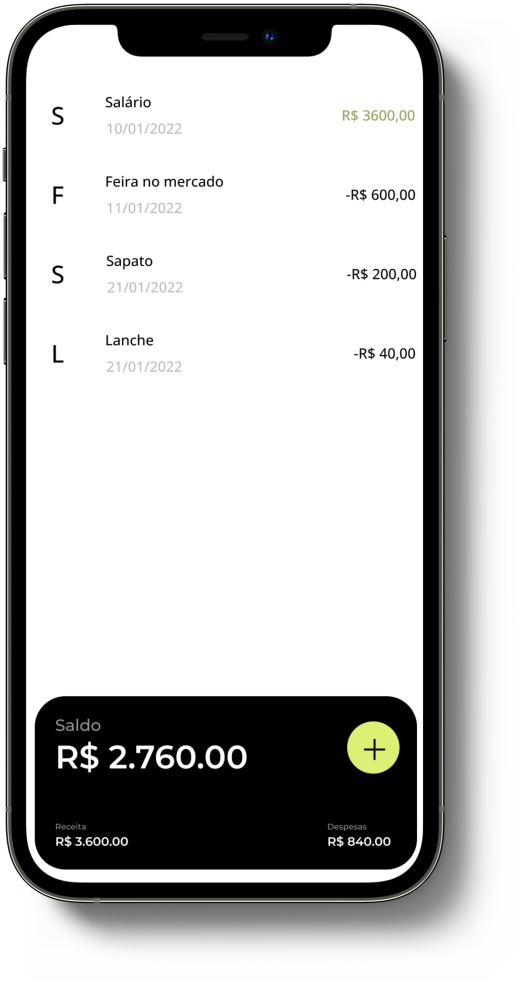 S
Salário
10/01/2022
R$ 3600,00
F
Feira no mercado
11/01/2022
-R$ 600,00
S
Sapato
21/01/2022
-R$ 200,00
L
Lanche
21/01/2022
-R$ 40,00
Saldo
R$ 2.760.00
+
Receita
R$ 3.600.00
Despesas
R$ 840.00